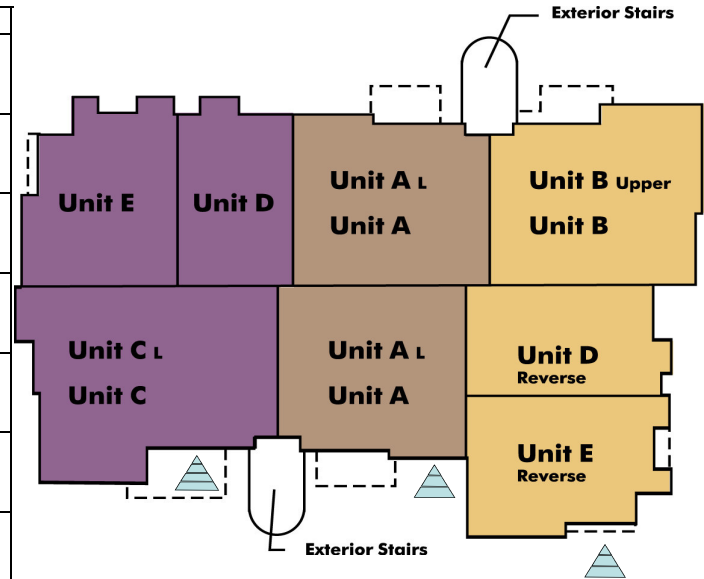 Exterior Stairs
Unit E
Unit D
Unit A L
Unit A
Unit B Upper
Unit B
Unit C L
Unit C
Unit A L
Unit A
Unit D
Reverse
Unit E
Reverse
Exterior Stairs